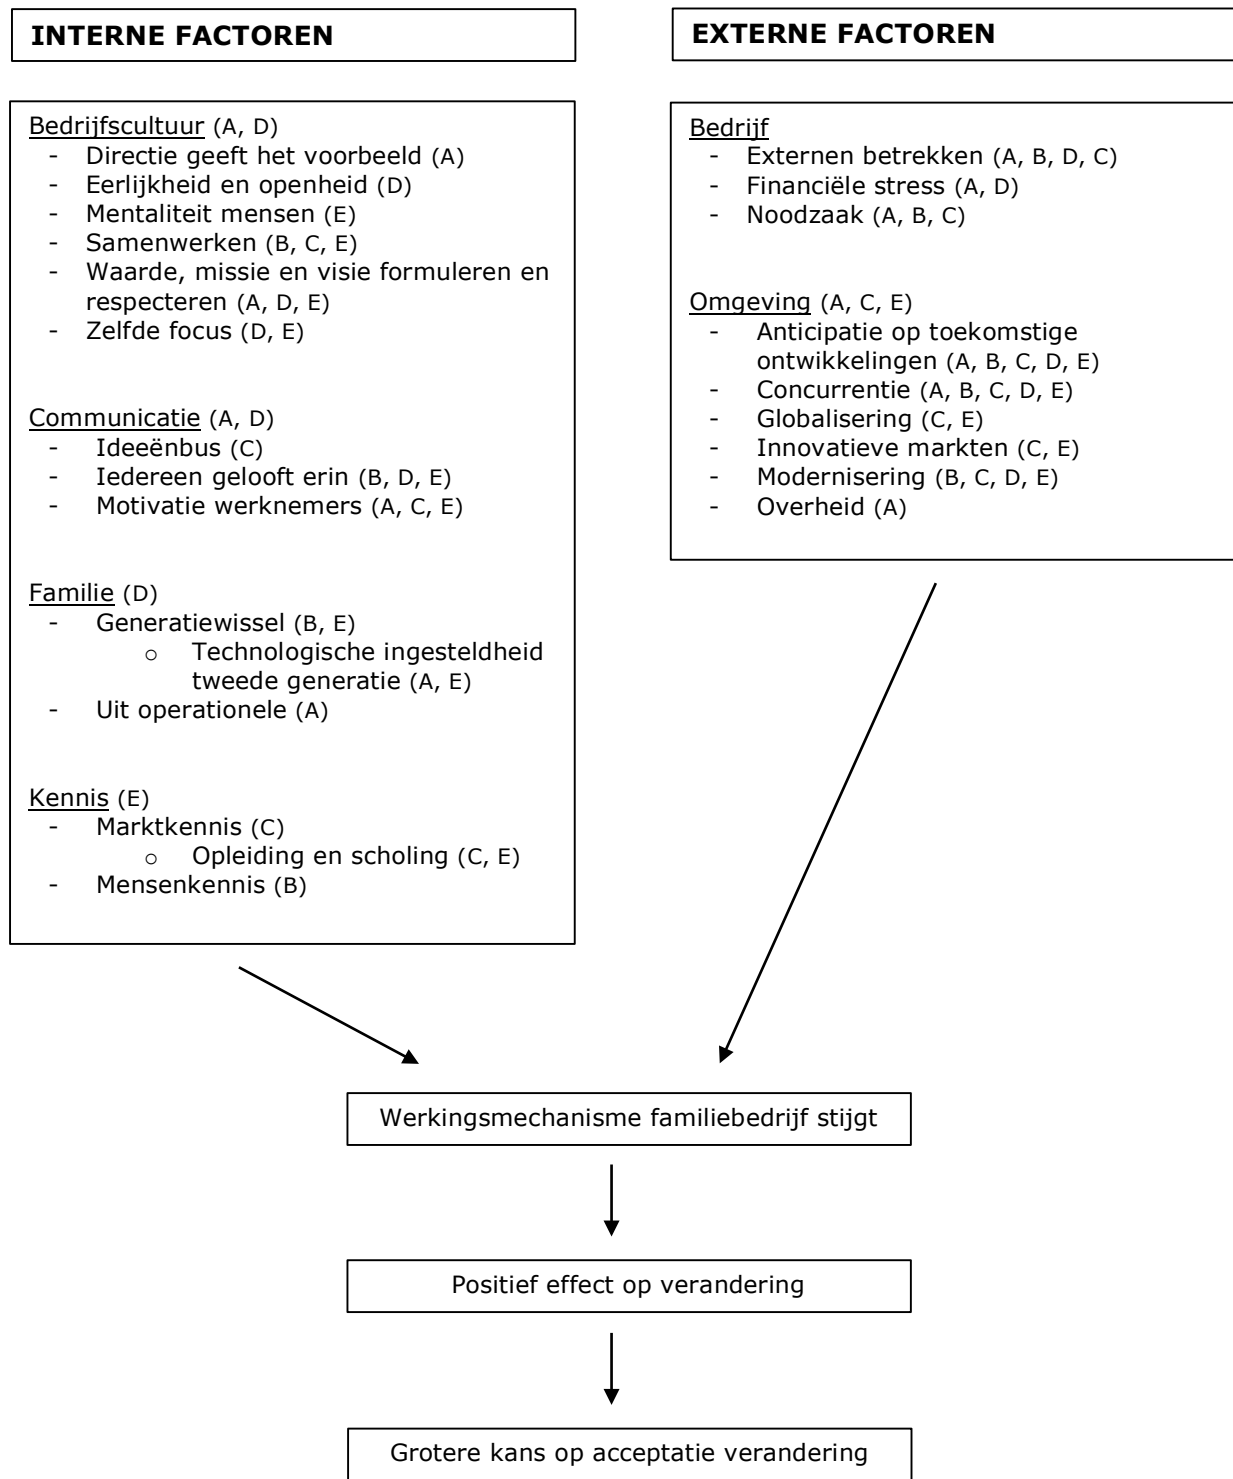 INTERNE FACTOREN
Bedrijfscultuur (A, D)
- Directie geeft het voorbeeld (A)
- Eerlijkheid en openheid (D)
- Mentaliteit mensen (E)
- Samenwerken (B, C, E)
- Waarde, missie en visie formuleren en
respecteren (A, D, E)
- Zelfde focus (D, E)
Communicatie (A, D)
- Ideeënbus (C)
- Iedereen gelooft erin (B, D, E)
- Motivatie werknemers (A, C, E)
Familie (D)
- Generatiewissel (B, E)
o Technologische ingesteldheid
tweede generatie (A, E)
- Uit operationele (A)
Kennis (E)
- Marktkennis (C)
o Opleiding en scholing (C, E)
- Mensenkennis (B)
EXTERNE FACTOREN
Bedrijf
- Externen betrekken (A, B, D, C)
- Financiële stress (A, D)
- Noodzaak (A, B, C)
Omgeving (A, C, E)
- Anticipatie op toekomstige
ontwikkelingen (A, B, C, D, E)
- Concurrentie (A, B, C, D, E)
- Globalisering (C, E)
- Innovatieve markten (C, E)
- Modernisering (B, C, D, E)
- Overheid (A)
Werkingsmechanisme familiebedrijf stijgt
Positief effect op verandering
Grotere kans op acceptatie verandering